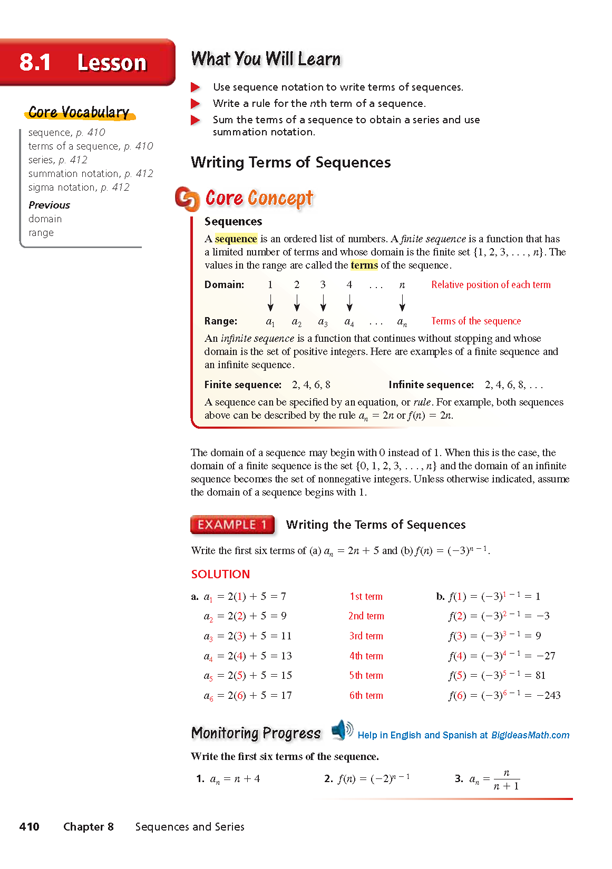 8.1 Lesson
What You Will Learn
Use sequence notation to write terms of sequences.
Write a rule for the nth term of a sequence.
Sum the terms of a sequence to obtain a series and use
summation notation.
Core Vocabulary
sequence, p. 410
terms of a sequence, p. 410
series, p. 412
summation notation, p. 412
sigma notation, p. 412
Previous
domain
range
Writing Terms of Sequences
Core Concept
Sequences
A sequence is an ordered list of numbers. A finite sequence is a function that has
a limited number of terms and whose domain is the finite set {1, 2, 3, . . . , n}. The
values in the range are called the terms of the sequence.
Domain: 1 2 3 4 . . . n Relative position of each term
↓ ↓ ↓ ↓ ↓
Range: a₁ a₂ a₃ a₄ . . . aₙ Terms of the sequence
An infinite sequence is a function that continues without stopping and whose
domain is the set of positive integers. Here are examples of a finite sequence and
an infinite sequence.
Finite sequence: 2, 4, 6, 8 Infinite sequence: 2, 4, 6, 8, . . .
A sequence can be specified by an equation, or rule. For example, both sequences
above can be described by the rule aₙ = 2n or f(n) = 2n.
The domain of a sequence may begin with 0 instead of 1. When this is the case, the
domain of a finite sequence is the set {0, 1, 2, 3, . . . , n} and the domain of an infinite
sequence becomes the set of nonnegative integers. Unless otherwise indicated, assume
the domain of a sequence begins with 1.
EXAMPLE 1 Writing the Terms of Sequences
Write the first six terms of (a) aₙ = 2n + 5 and (b) f(n) = (−3)ⁿ ⁻ ¹.
SOLUTION
a. a₁ = 2(1) + 5 = 7 1st term b. f(1) = (−3)¹ ⁻ ¹ = 1
a₂ = 2(2) + 5 = 9 2nd term f(2) = (−3)² ⁻ ¹ = −3
a₃ = 2(3) + 5 = 11 3rd term f(3) = (−3)³ ⁻ ¹ = 9
a₄ = 2(4) + 5 = 13 4th term f(4) = (−3)⁴ ⁻ ¹ = −27
a₅ = 2(5) + 5 = 15 5th term f(5) = (−3)⁵ ⁻ ¹ = 81
a₆ = 2(6) + 5 = 17 6th term f(6) = (−3)⁶ ⁻ ¹ = −243
Monitoring Progress Help in English and Spanish at BigIdeasMath.com
Write the first six terms of the sequence.
1. aₙ = n + 4 2. f(n) = (−2)ⁿ ⁻ ¹ 3. aₙ = n/(n + 1)
410 Chapter 8 Sequences and Series